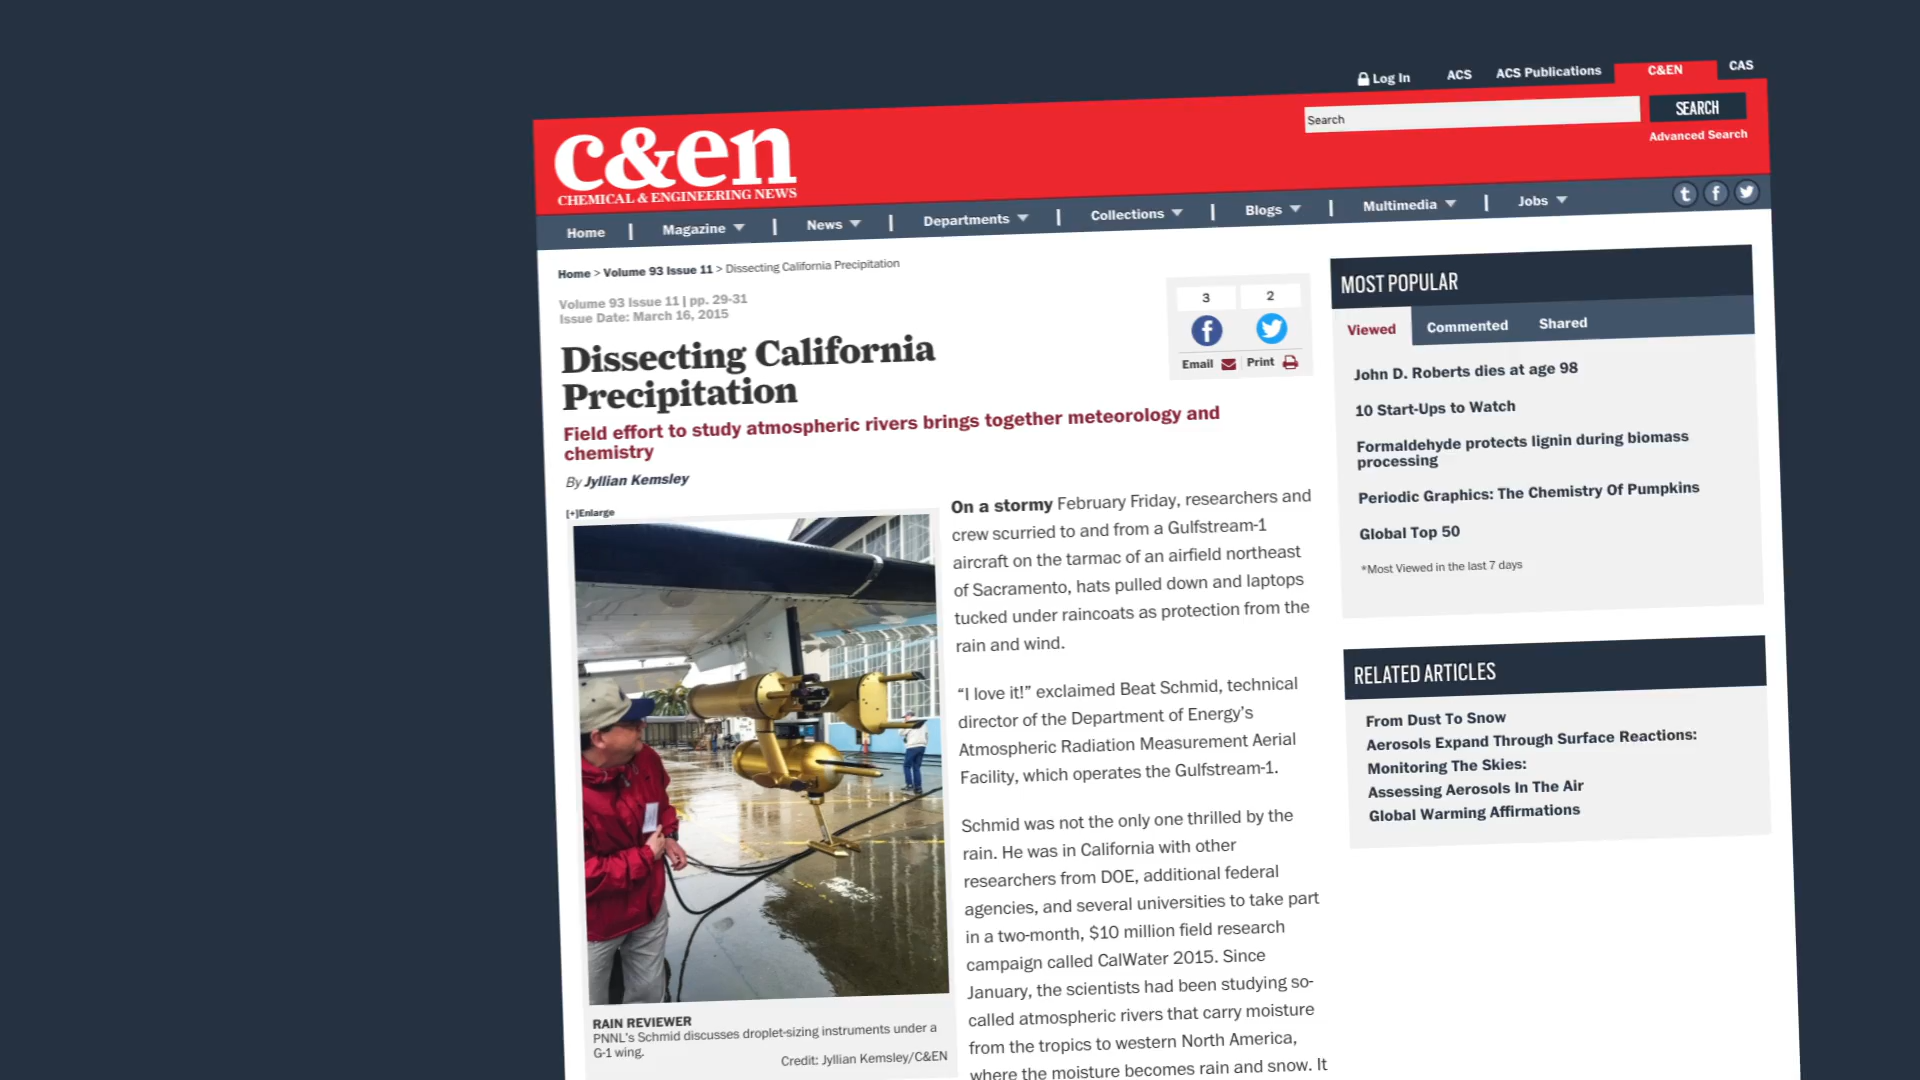 Log In
ACS
ACS Publications
C&EN
CAS
c&en
CHEMICAL & ENGINEERING NEWS
Search
SEARCH
Advanced Search
Home
Magazine
News
Departments
Collections
Blogs
Multimedia
Jobs
Home > Volume 93 Issue 11 > Dissecting California Precipitation
Volume 93 Issue 11 | pp. 29-31
Issue Date: March 16, 2015
Dissecting California
Precipitation
Field effort to study atmospheric rivers brings together meteorology and
chemistry
By Jyllian Kemsley
3
2
Email
Print
[+]Enlarge
RAIN REVIEWER
PNNL's Schmid discusses droplet-sizing instruments under a
G-1 wing.
Credit: Jyllian Kemsley/C&EN
On a stormy February Friday, researchers and
crew scurried to and from a Gulfstream-1
aircraft on the tarmac of an airfield northeast
of Sacramento, hats pulled down and laptops
tucked under raincoats as protection from the
rain and wind.
“I love it!” exclaimed Beat Schmid, technical
director of the Department of Energy’s
Atmospheric Radiation Measurement Aerial
Facility, which operates the Gulfstream-1.
Schmid was not the only one thrilled by the
rain. He was in California with other
researchers from DOE, additional federal
agencies, and several universities to take part
in a two-month, $10 million field research
campaign called CalWater 2015. Since
January, the scientists had been studying so-
called atmospheric rivers that carry moisture
from the tropics to western North America,
where the moisture becomes rain and snow. It
MOST POPULAR
Viewed
Commented
Shared
John D. Roberts dies at age 98
10 Start-Ups to Watch
Formaldehyde protects lignin during biomass
processing
Periodic Graphics: The Chemistry Of Pumpkins
Global Top 50
*Most Viewed in the last 7 days
RELATED ARTICLES
From Dust To Snow
Aerosols Expand Through Surface Reactions:
Monitoring The Skies:
Assessing Aerosols In The Air
Global Warming Affirmations